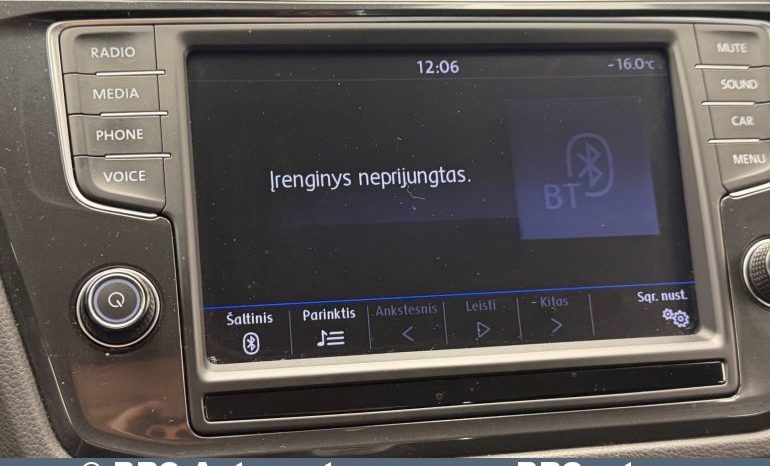 RADIO
MEDIA
PHONE
VOICE
12:06
-16.0°C
Įrenginys neprijungtas.
BT
Šaltinis
Parinktis
Ankstesnis
Leisti
Kitas
Sąr. nust.
MUTE
SOUND
CAR
MENU